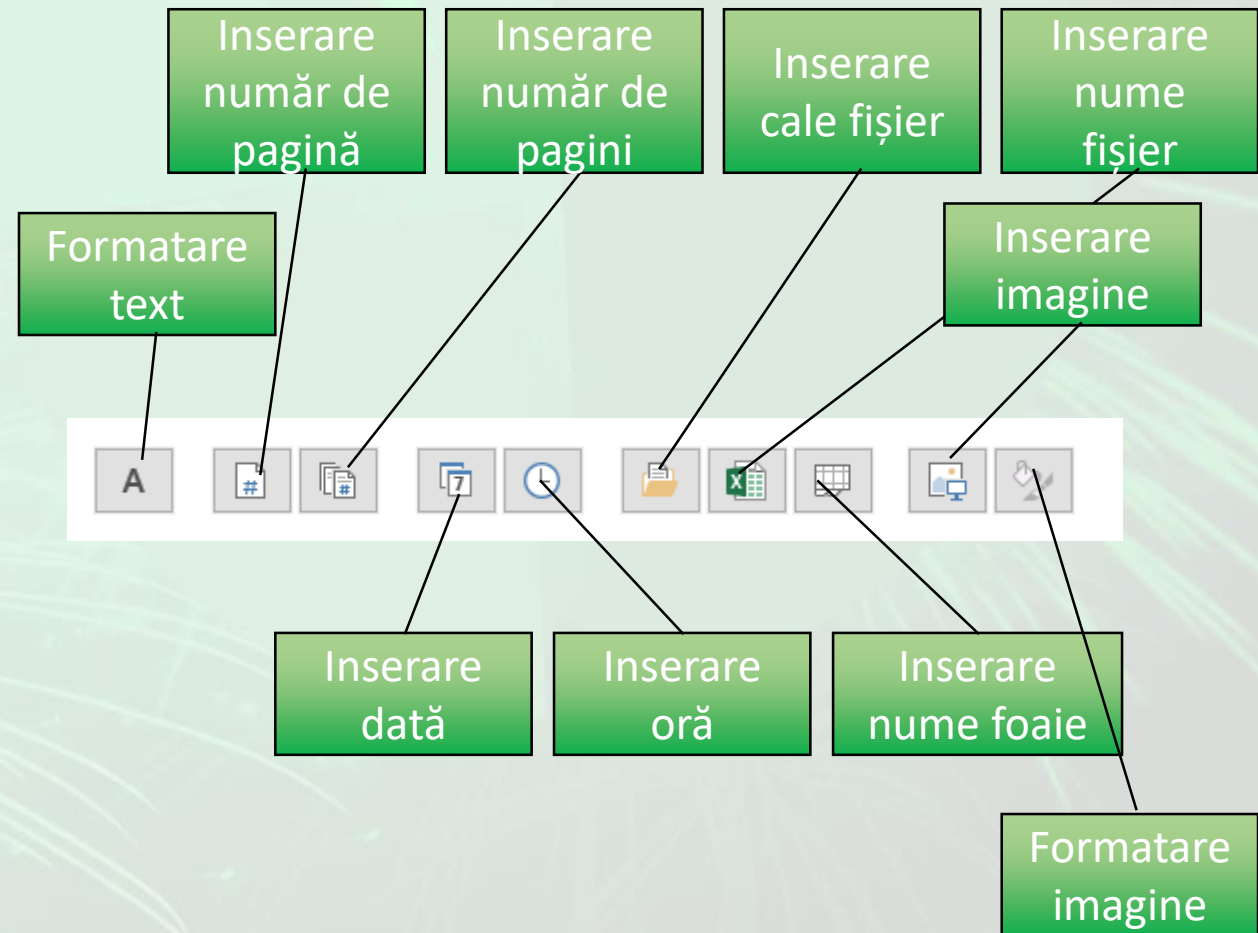 Inserare
număr de
pagină
Inserare
număr de
pagini
Inserare
cale fișier
Inserare
nume
fișier
Formatare
text
Inserare
imagine
A
#
#
7
X
Inserare
dată
Inserare
oră
Inserare
nume foaie
Formatare
imagine